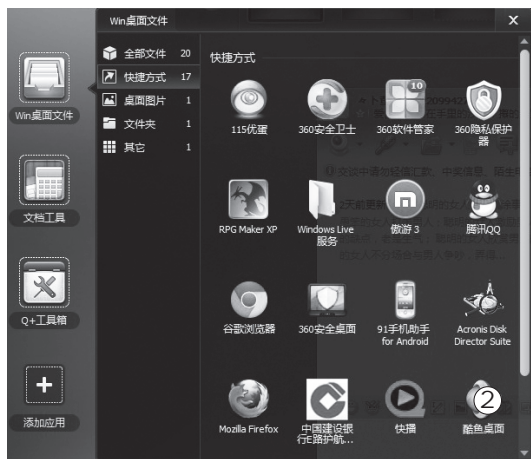 Win桌面文件
X
Win桌面文件
文档工具
Q+工具箱
添加应用
全部文件 20
快捷方式 17
桌面图片 1
文件夹 1
其它 1
快捷方式
115优蛋
360安全卫士
10
360软件管家
360隐私保护
器
RPG Maker XP
Windows Live
服务
傲游 3
腾讯QQ
谷歌浏览器
360安全桌面
91手机助手
for Android
Acronis Disk
Director Suite
Mozilla Firefox
中国建设银
行E路护航...
快播
②
酷鱼桌面